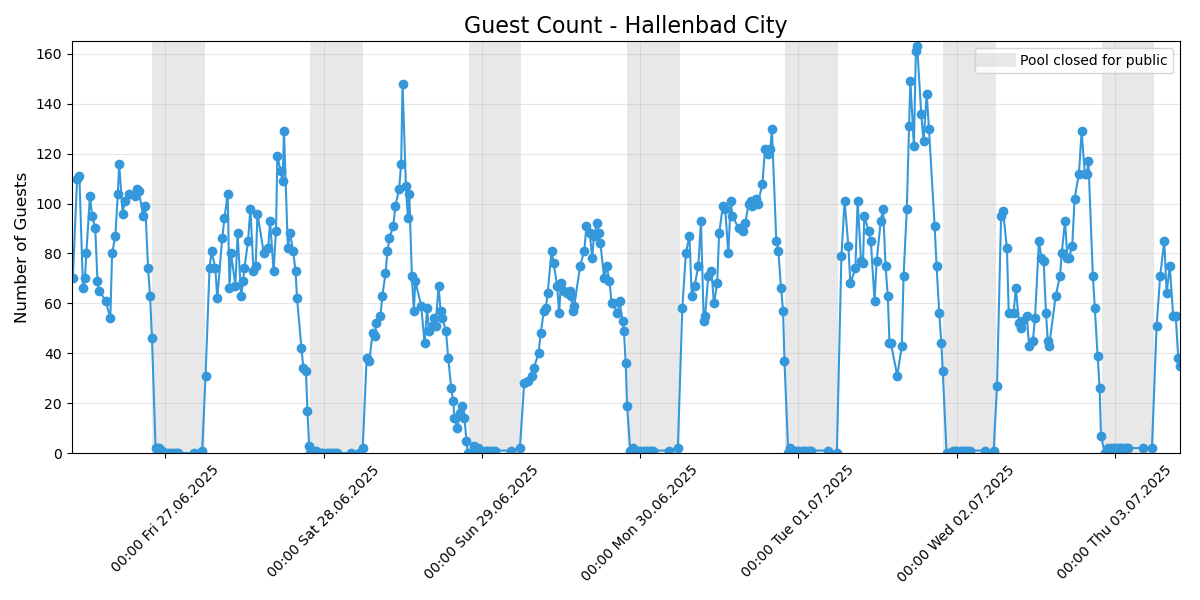 Guest Count - Hallenbad City
Number of Guests
160
140
120
100
80
60
40
20
0
Pool closed for public
00:00 Fri 27.06.2025
00:00 Sat 28.06.2025
00:00 Sun 29.06.2025
00:00 Mon 30.06.2025
00:00 Tue 01.07.2025
00:00 Wed 02.07.2025
00:00 Thu 03.07.2025